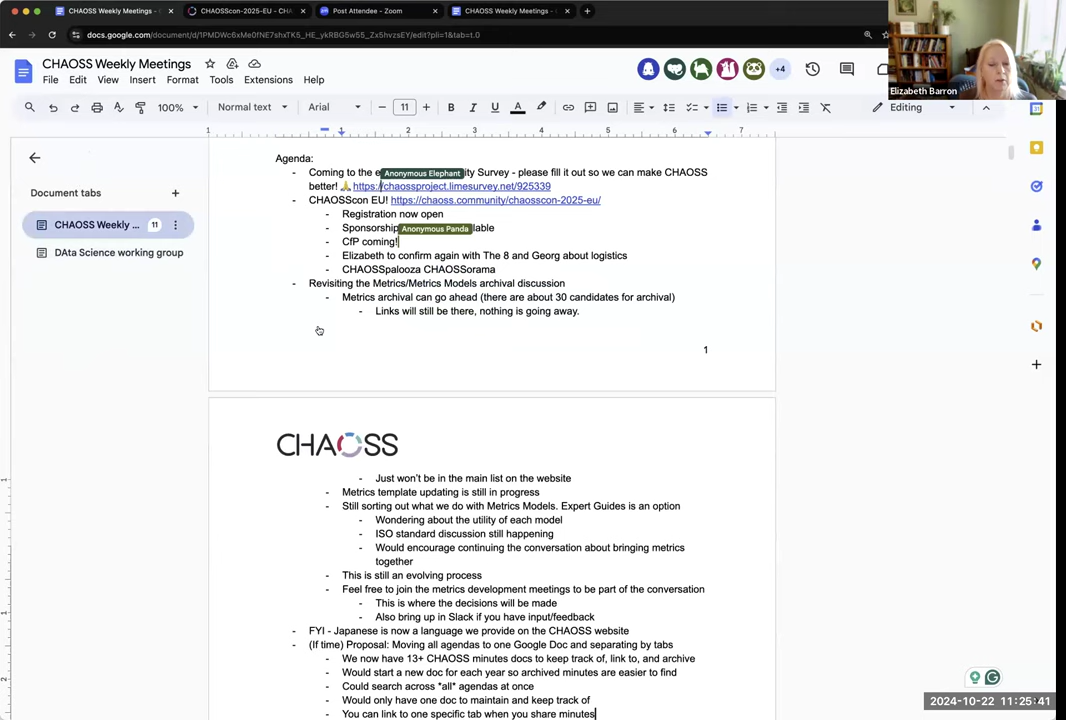 CHAOSS Weekly Meetings -
CHAOSScon-2025-EU - CHA
Post Attendee - Zoom
CHAOSS Weekly Meetings -
docs.google.com/document/d/1PMDWc6xMe0fNE7shxTK5_HE_ykRBG5w55_Zx5hvzsEY/edit?pli=1&tab=t.0
CHAOSS Weekly Meetings
File Edit View Insert Format Tools Extensions Help
+4
100% Normal text Arial 11 B I U A Editing
Elizabeth Barron
1 1 2 3 4 5 6 7
Document tabs
CHAOSS Weekly ... 11
DAta Science working group
Agenda:
- Coming to the e Anonymous Elephant ity Survey - please fill it out so we can make CHAOSS
better! 🙏 https://chaossproject.limesurvey.net/925339
- CHAOSScon EU! https://chaoss.community/chaosscon-2025-eu/
- Registration now open
- Sponsorship Anonymous Panda lable
- CfP coming!
- Elizabeth to confirm again with The 8 and Georg about logistics
- CHAOSSpalooza CHAOSSorama
- Revisiting the Metrics/Metrics Models archival discussion
- Metrics archival can go ahead (there are about 30 candidates for archival)
- Links will still be there, nothing is going away.
1
CHAOSS
- Just won't be in the main list on the website
- Metrics template updating is still in progress
- Still sorting out what we do with Metrics Models. Expert Guides is an option
- Wondering about the utility of each model
- ISO standard discussion still happening
- Would encourage continuing the conversation about bringing metrics
together
- This is still an evolving process
- Feel free to join the metrics development meetings to be part of the conversation
- This is where the decisions will be made
- Also bring up in Slack if you have input/feedback
- FYI - Japanese is now a language we provide on the CHAOSS website
- (If time) Proposal: Moving all agendas to one Google Doc and separating by tabs
- We now have 13+ CHAOSS minutes docs to keep track of, link to, and archive
- Would start a new doc for each year so archived minutes are easier to find
- Could search across *all* agendas at once
- Would only have one doc to maintain and keep track of
- You can link to one specific tab when you share minutes
2024-10-22 11:25:41